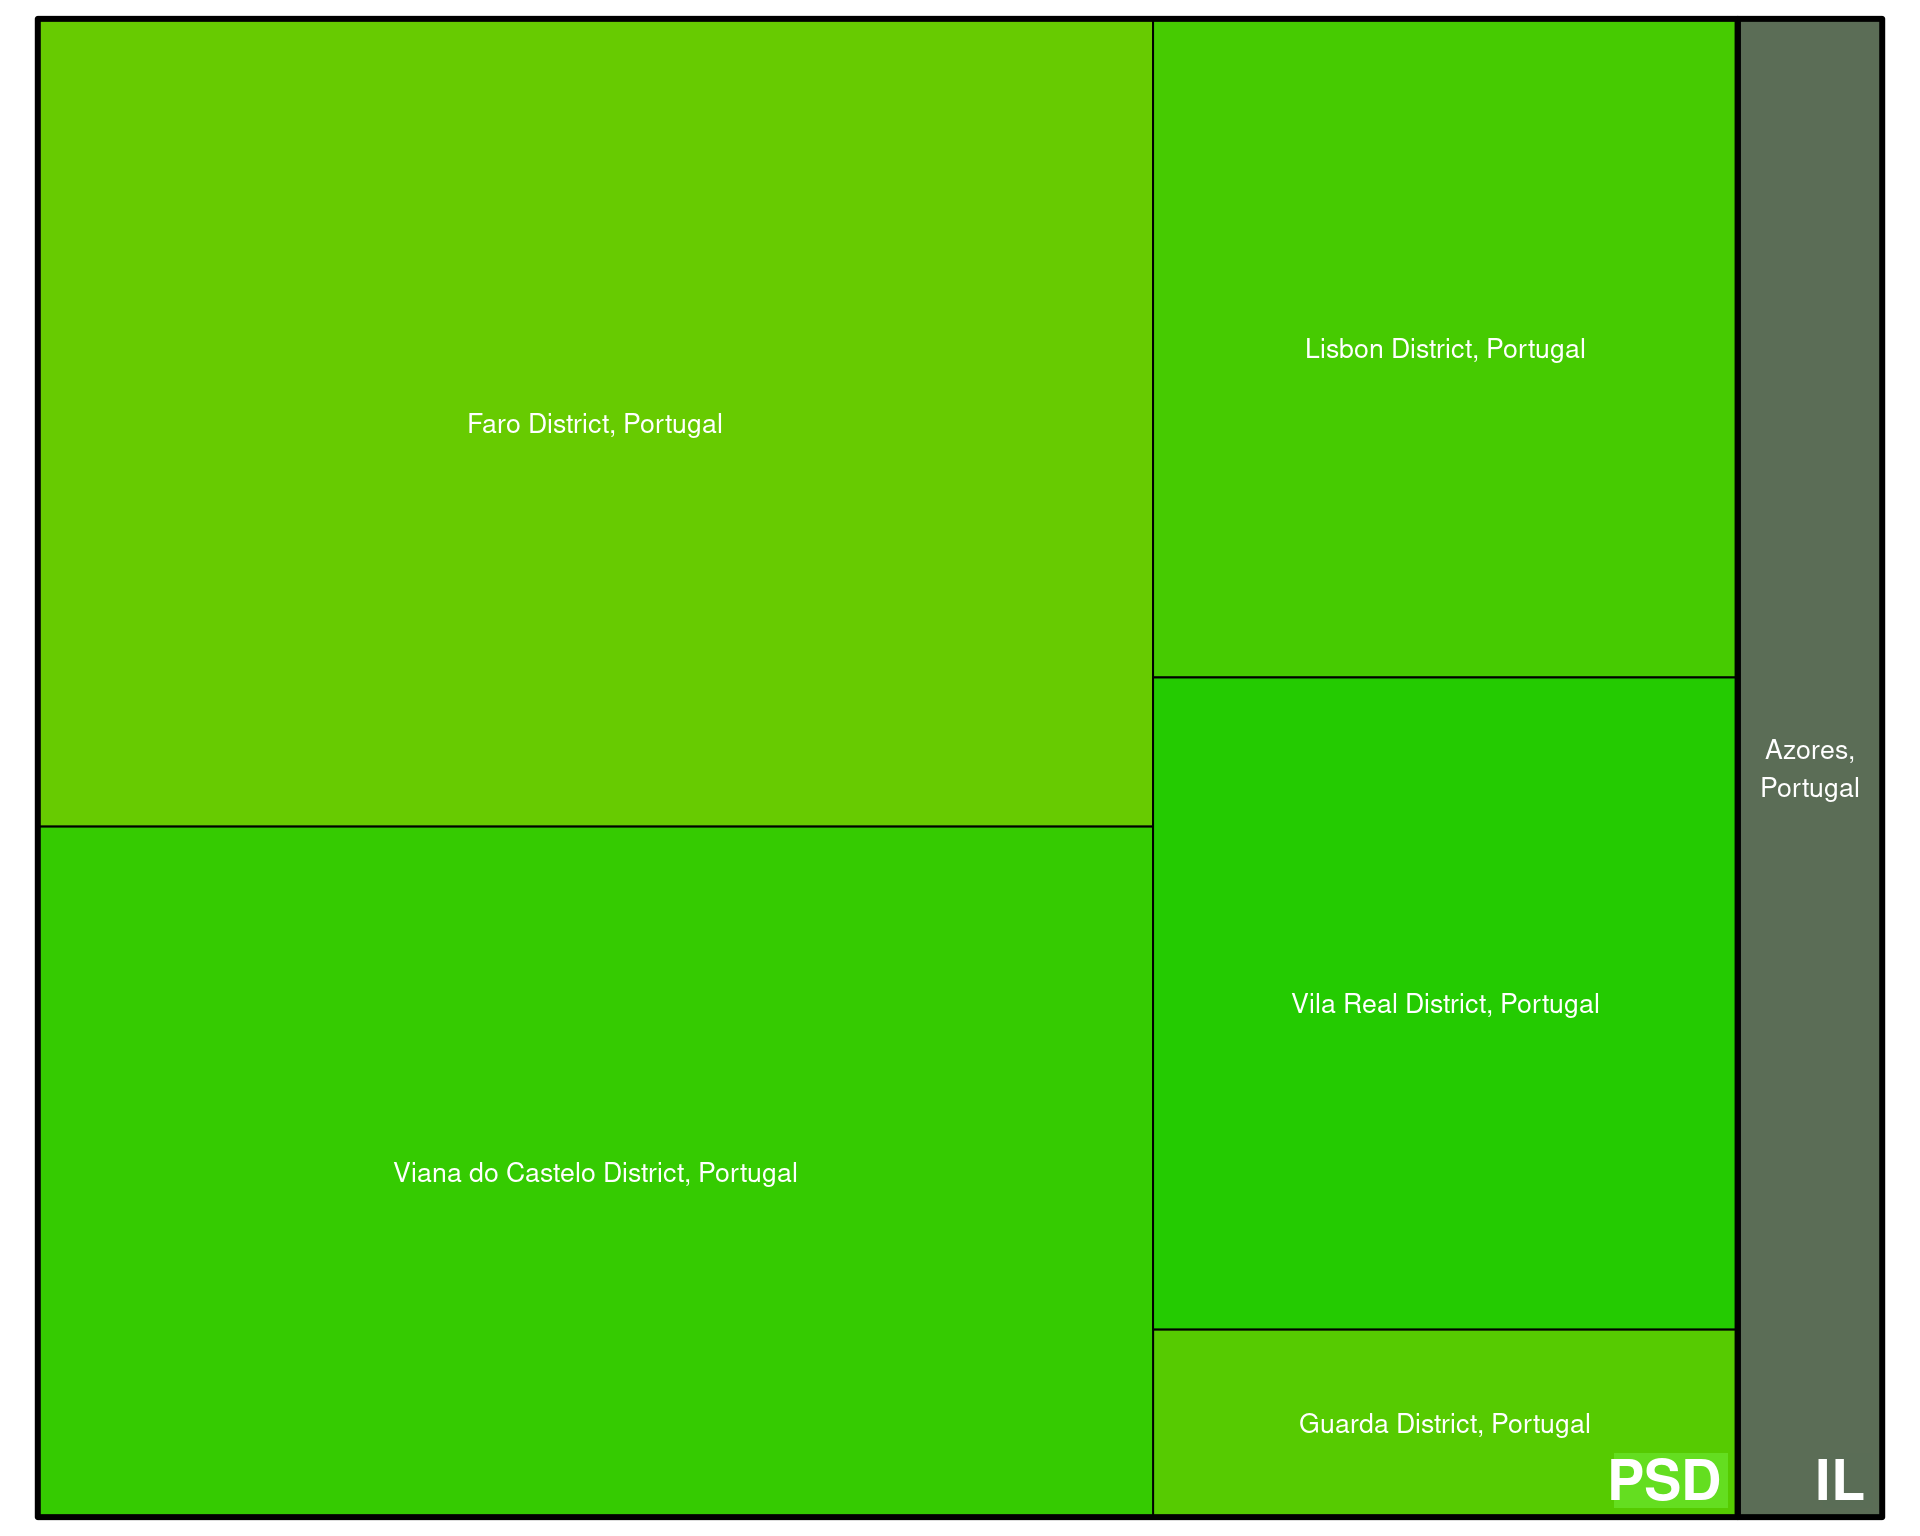 Faro District, Portugal
Viana do Castelo District, Portugal
Lisbon District, Portugal
Vila Real District, Portugal
Guarda District, Portugal
PSD
Azores,
Portugal
IL